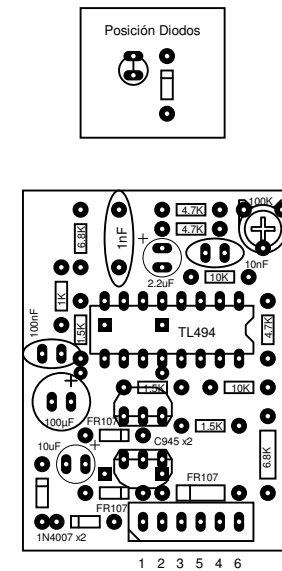 Posición Diodos
4.7K
100K
6.8K
1nF
4.7K
10nF
2.2uF
10K
1K
100nF
1.5K
TL494
4.7K
1.5K
10K
100µF
FR107
1.5K
10uF
C945 x2
6.8K
FR107
FR107
1N4007 x2
1 2 3 5 4 6